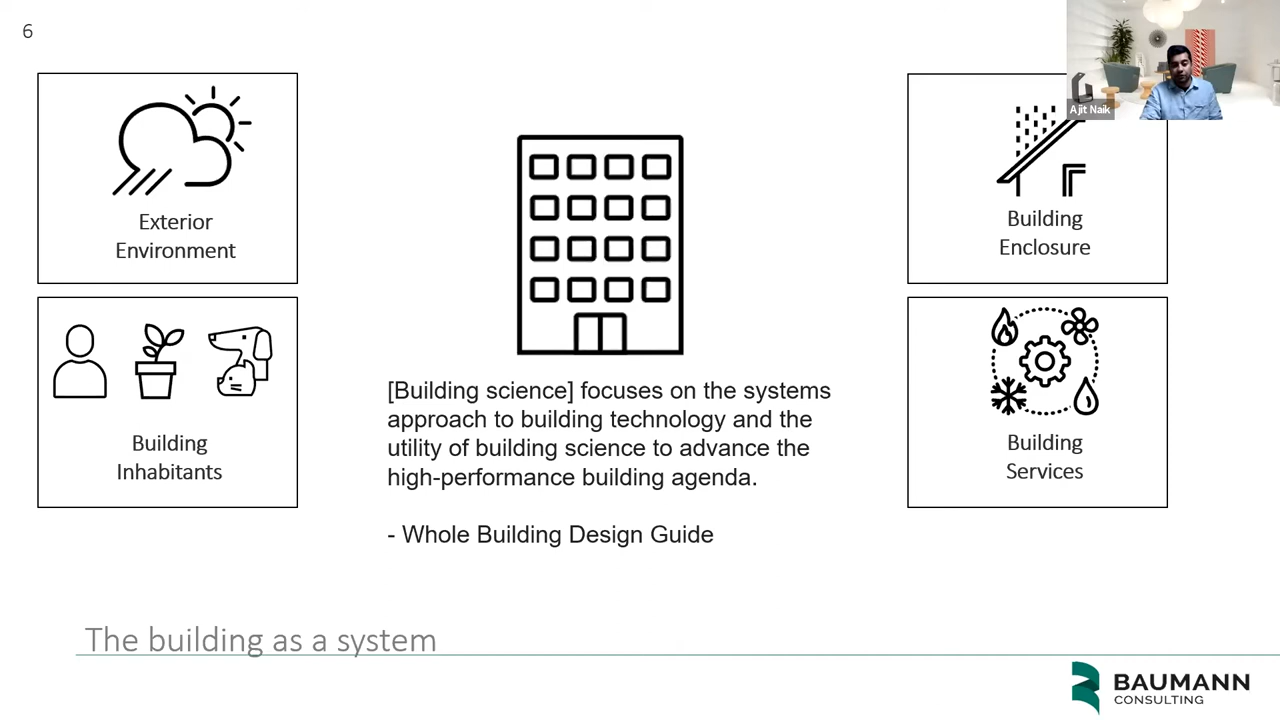 6
Ajit Naik
Exterior
Environment
Building
Enclosure
Building
Inhabitants
[Building science] focuses on the systems
approach to building technology and the
utility of building science to advance the
high-performance building agenda.
- Whole Building Design Guide
Building
Services
The building as a system
BAUMANN
CONSULTING